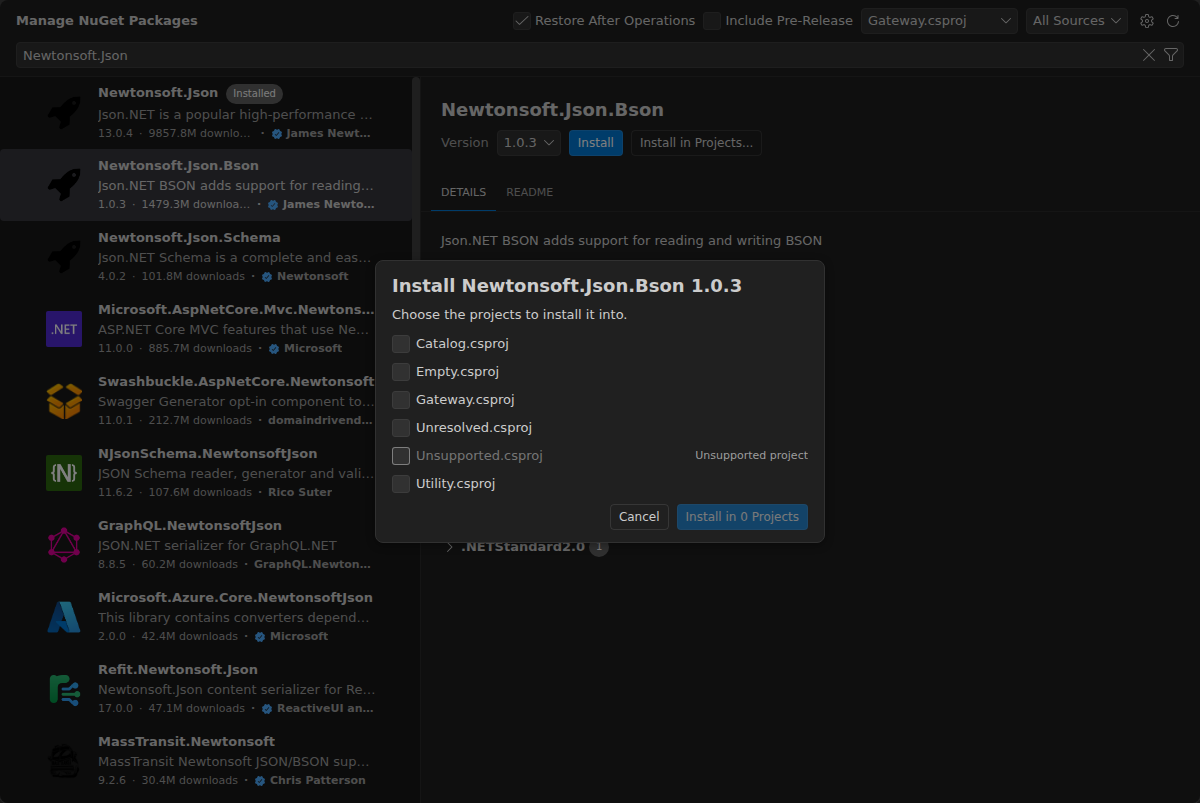 Manage NuGet Packages
Restore After Operations
Include Pre-Release
Gateway.csproj
All Sources
Newtonsoft.Json
Newtonsoft.Json Installed
Json.NET is a popular high-performance ...
13.0.4 · 9857.8M downlo... · James Newt...
Newtonsoft.Json.Bson
Json.NET BSON adds support for reading...
1.0.3 · 1479.3M downloa... · James Newto...
Newtonsoft.Json.Schema
Json.NET Schema is a complete and eas...
4.0.2 · 101.8M downloads · Newtonsoft
.NET
Microsoft.AspNetCore.Mvc.Newtons...
ASP.NET Core MVC features that use Ne...
11.0.0 · 885.7M downloads · Microsoft
Swashbuckle.AspNetCore.Newtonsoft
Swagger Generator opt-in component to...
11.0.1 · 212.7M downloads · domaindrivend...
{N}
NJsonSchema.NewtonsoftJson
JSON Schema reader, generator and vali...
11.6.2 · 107.6M downloads · Rico Suter
GraphQL.NewtonsoftJson
JSON.NET serializer for GraphQL.NET
8.8.5 · 60.2M downloads · GraphQL.Newton...
Microsoft.Azure.Core.NewtonsoftJson
This library contains converters depend...
2.0.0 · 42.4M downloads · Microsoft
Refit.Newtonsoft.Json
Newtonsoft.Json content serializer for Re...
17.0.0 · 47.1M downloads · ReactiveUI an...
MassTransit.Newtonsoft
MassTransit Newtonsoft JSON/BSON sup...
9.2.6 · 30.4M downloads · Chris Patterson
Newtonsoft.Json.Bson
Version 1.0.3 Install Install in Projects...
DETAILS README
Json.NET BSON adds support for reading and writing BSON
Install Newtonsoft.Json.Bson 1.0.3
Choose the projects to install it into.
Catalog.csproj
Empty.csproj
Gateway.csproj
Unresolved.csproj
Unsupported.csproj Unsupported project
Utility.csproj
Cancel Install in 0 Projects
.NETStandard2.0 1